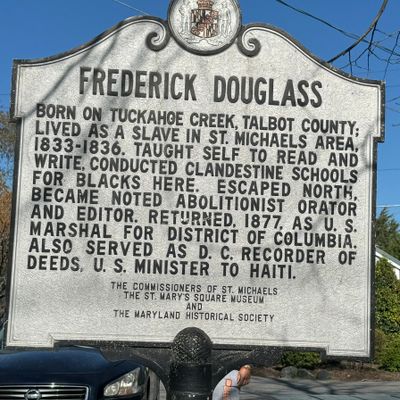 FREDERICK DOUGLASS
BORN ON TUCKAHOE CREEK, TALBOT COUNTY;
LIVED AS A SLAVE IN ST. MICHAELS AREA,
1833-1836. TAUGHT SELF TO READ AND
WRITE. CONDUCTED CLANDESTINE SCHOOLS
FOR BLACKS HERE. ESCAPED NORTH,
BECAME NOTED ABOLITIONIST ORATOR
AND EDITOR. RETURNED, 1877, AS U. S.
MARSHAL FOR DISTRICT OF COLUMBIA.
ALSO SERVED AS D. C. RECORDER OF
DEEDS, U. S. MINISTER TO HAITI.
THE COMMISSIONERS OF ST. MICHAELS
THE ST. MARY'S SQUARE MUSEUM
AND
THE MARYLAND HISTORICAL SOCIETY